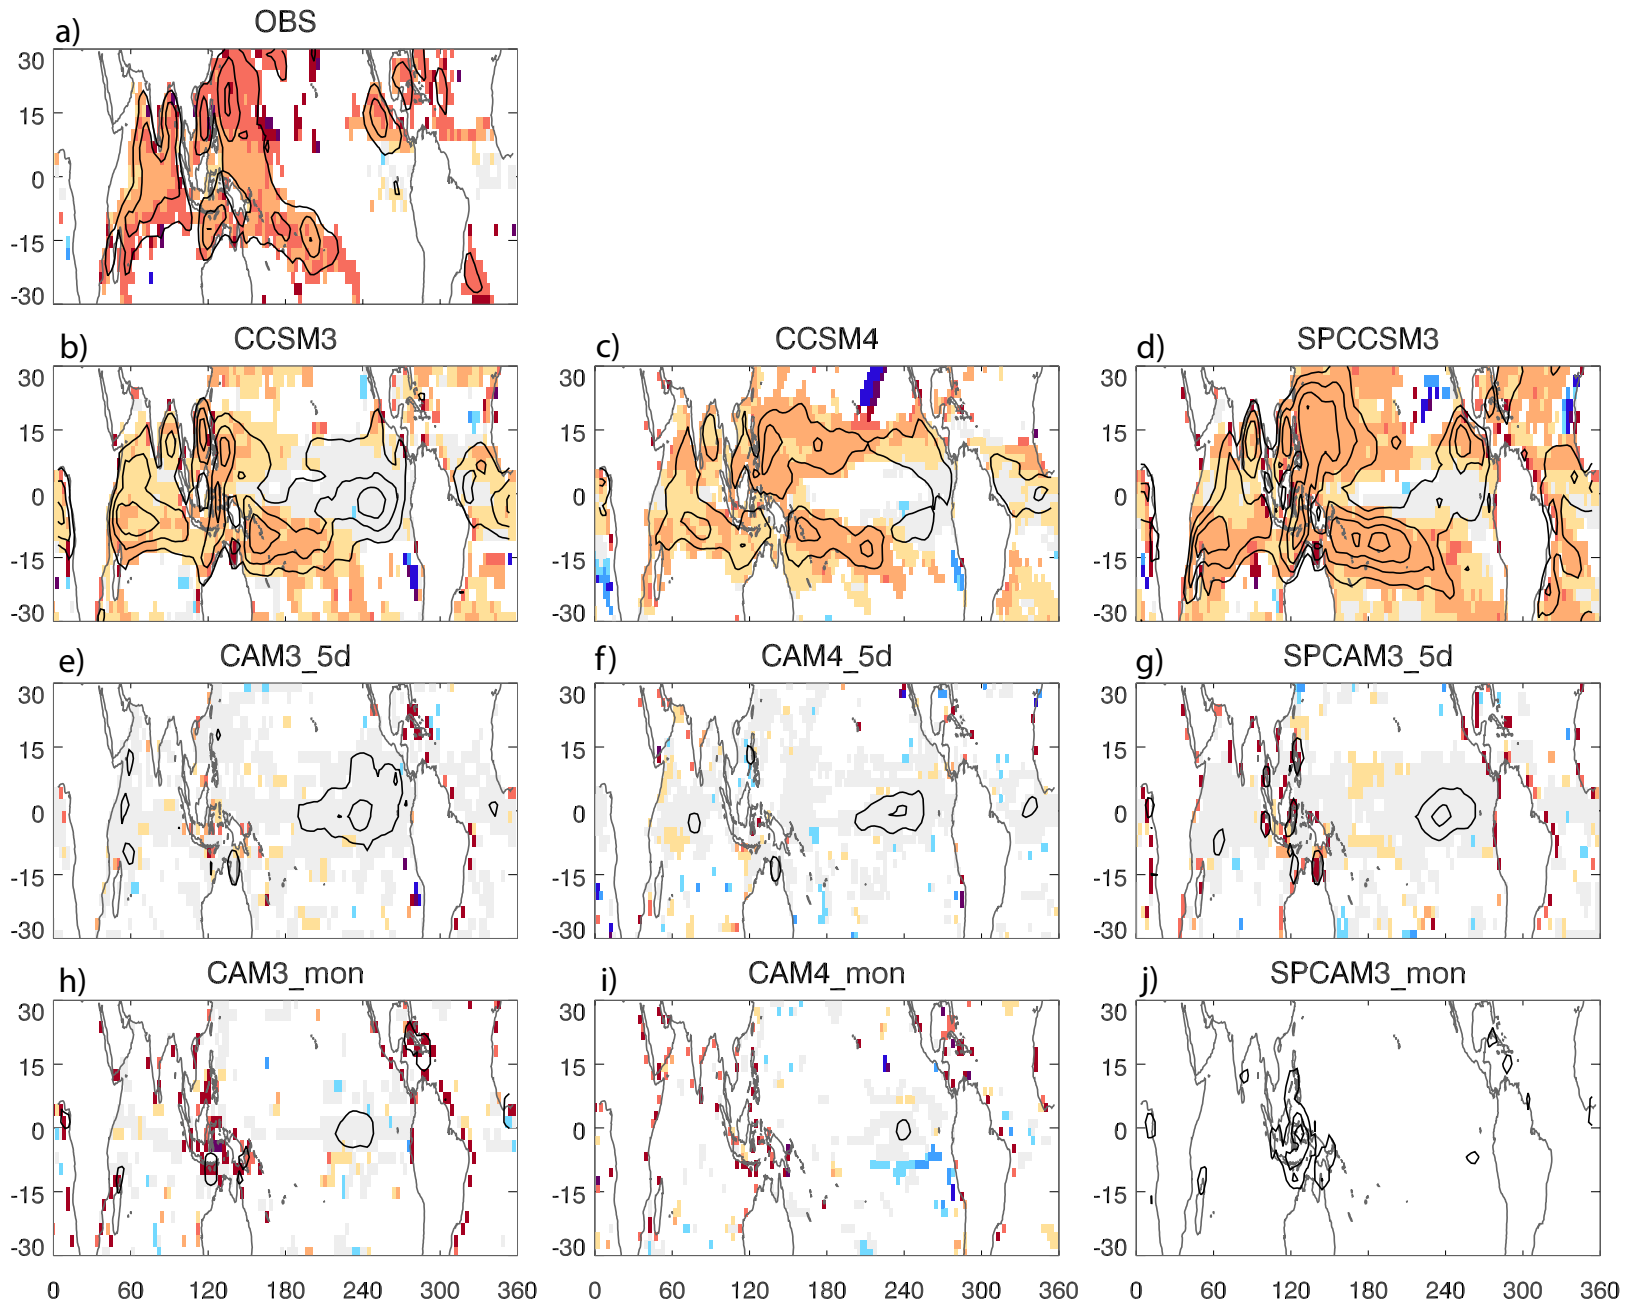 a) OBS
30
15
0
-15
-30
b) CCSM3 c) CCSM4 d) SPCCSM3
30 30 30
15 15 15
0 0 0
-15 -15 -15
-30 -30 -30
e) CAM3_5d f) CAM4_5d g) SPCAM3_5d
30 30 30
15 15 15
0 0 0
-15 -15 -15
-30 -30 -30
h) CAM3_mon i) CAM4_mon j) SPCAM3_mon
30 30 30
15 15 15
0 0 0
-15 -15 -15
-30 -30 -30
0 60 120 180 240 300 360 0 60 120 180 240 300 360 0 60 120 180 240 300 360